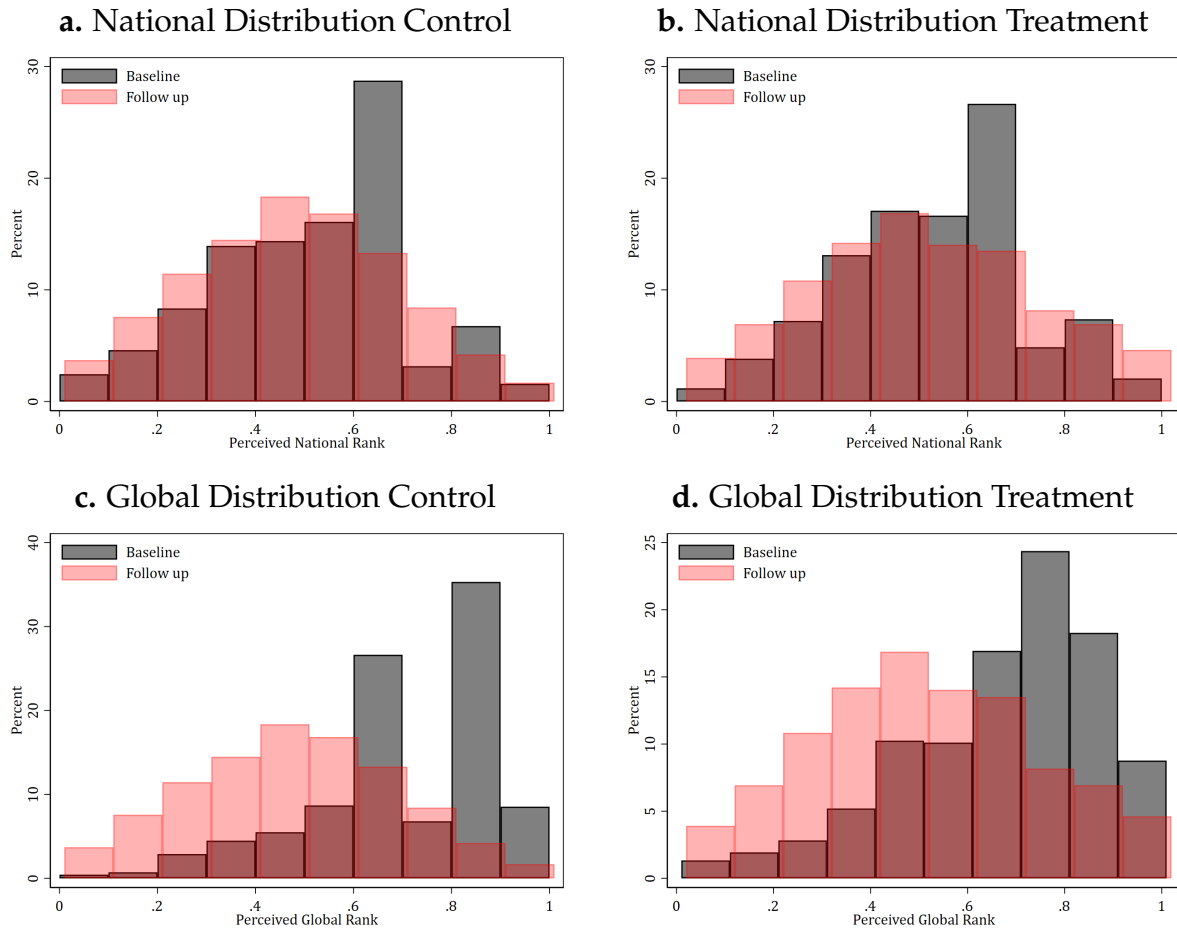 a. National Distribution Control
30
20
10
0
Percent
Baseline
Follow up
0 .2 .4 .6 .8 1
Perceived National Rank
b. National Distribution Treatment
30
20
10
0
Percent
Baseline
Follow up
0 .2 .4 .6 .8 1
Perceived National Rank
c. Global Distribution Control
40
30
20
10
0
Percent
Baseline
Follow up
0 .2 .4 .6 .8 1
Perceived Global Rank
d. Global Distribution Treatment
25
20
15
10
5
0
Percent
Baseline
Follow up
0 .2 .4 .6 .8 1
Perceived Global Rank